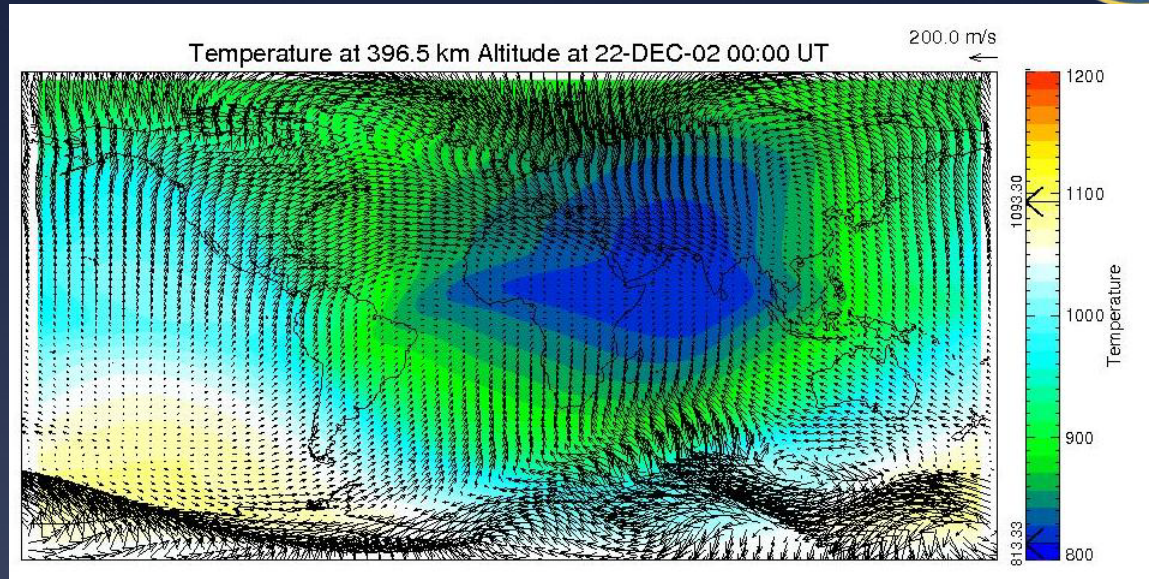 200.0 m/s
Temperature at 396.5 km Altitude at 22-DEC-02 00:00 UT
1200
1093.30
1100
1000
Temperature
900
813.33
800